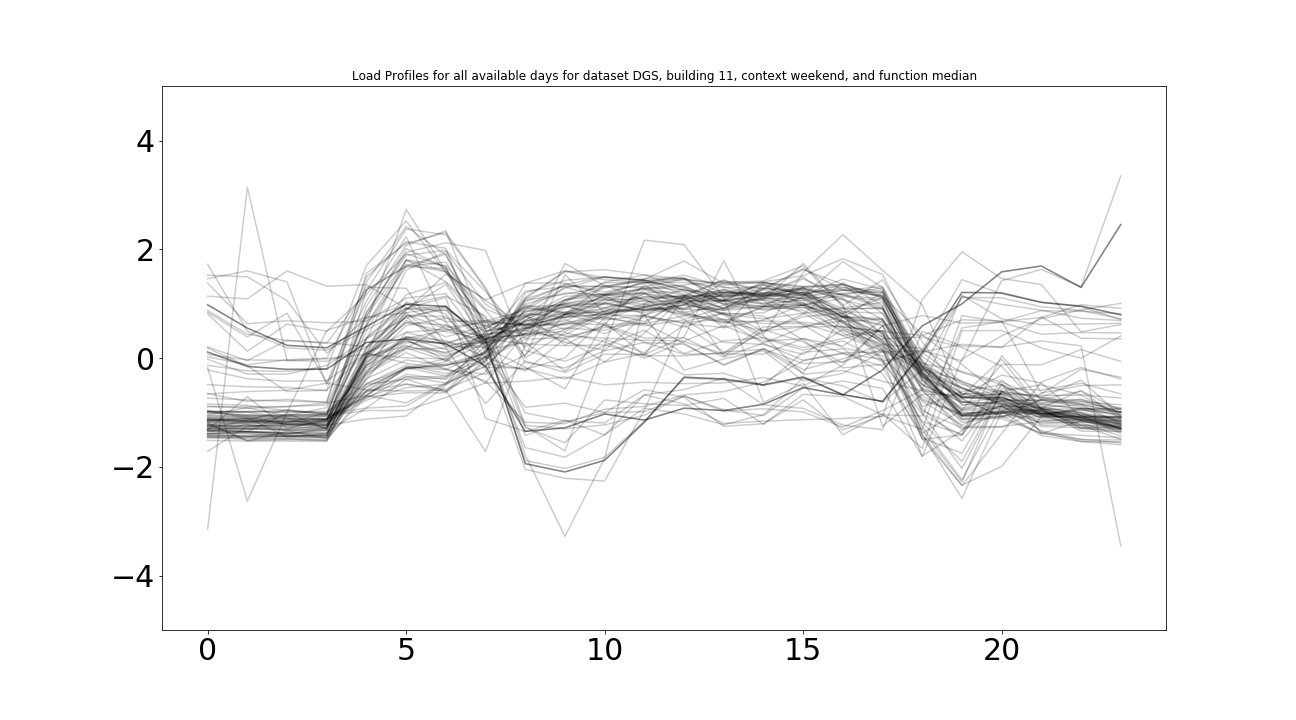 Load Profiles for all available days for dataset DGS, building 11, context weekend, and function median
4
2
0
−2
−4
0 5 10 15 20